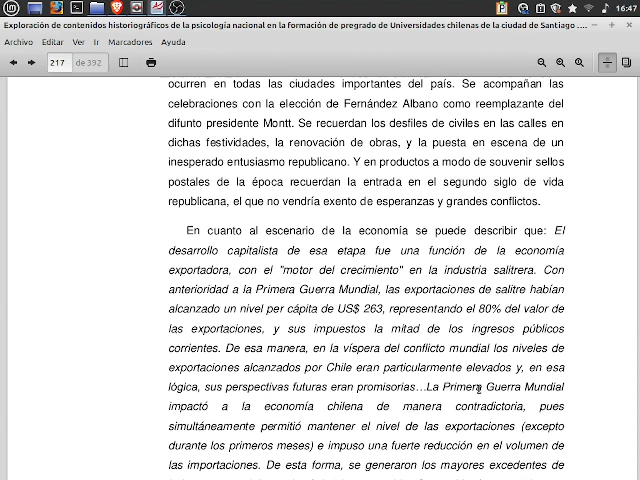 16:47
Exploración de contenidos historiográficos de la psicología nacional en la formación de pregrado de Universidades chilenas de la ciudad de Santiago ....
Archivo Editar Ver Ir Marcadores Ayuda
217 de 392
ocurren en todas las ciudades importantes del país. Se acompañan las
celebraciones con la elección de Fernández Albano como reemplazante del
difunto presidente Montt. Se recuerdan los desfiles de civiles en las calles en
dichas festividades, la renovación de obras, y la puesta en escena de un
inesperado entusiasmo republicano. Y en productos a modo de souvenir sellos
postales de la época recuerdan la entrada en el segundo siglo de vida
republicana, el que no vendría exento de esperanzas y grandes conflictos.
En cuanto al escenario de la economía se puede describir que: El
desarrollo capitalista de esa etapa fue una función de la economía
exportadora, con el "motor del crecimiento" en la industria salitrera. Con
anterioridad a la Primera Guerra Mundial, las exportaciones de salitre habían
alcanzado un nivel per cápita de US$ 263, representando el 80% del valor de
las exportaciones, y sus impuestos la mitad de los ingresos públicos
corrientes. De esa manera, en la víspera del conflicto mundial los niveles de
exportaciones alcanzados por Chile eran particularmente elevados y, en esa
lógica, sus perspectivas futuras eran promisorias…La Primera Guerra Mundial
impactó a la economía chilena de manera contradictoria, pues
simultáneamente permitió mantener el nivel de las exportaciones (excepto
durante los primeros meses) e impuso una fuerte reducción en el volumen de
las importaciones. De esta forma, se generaron los mayores excedentes de